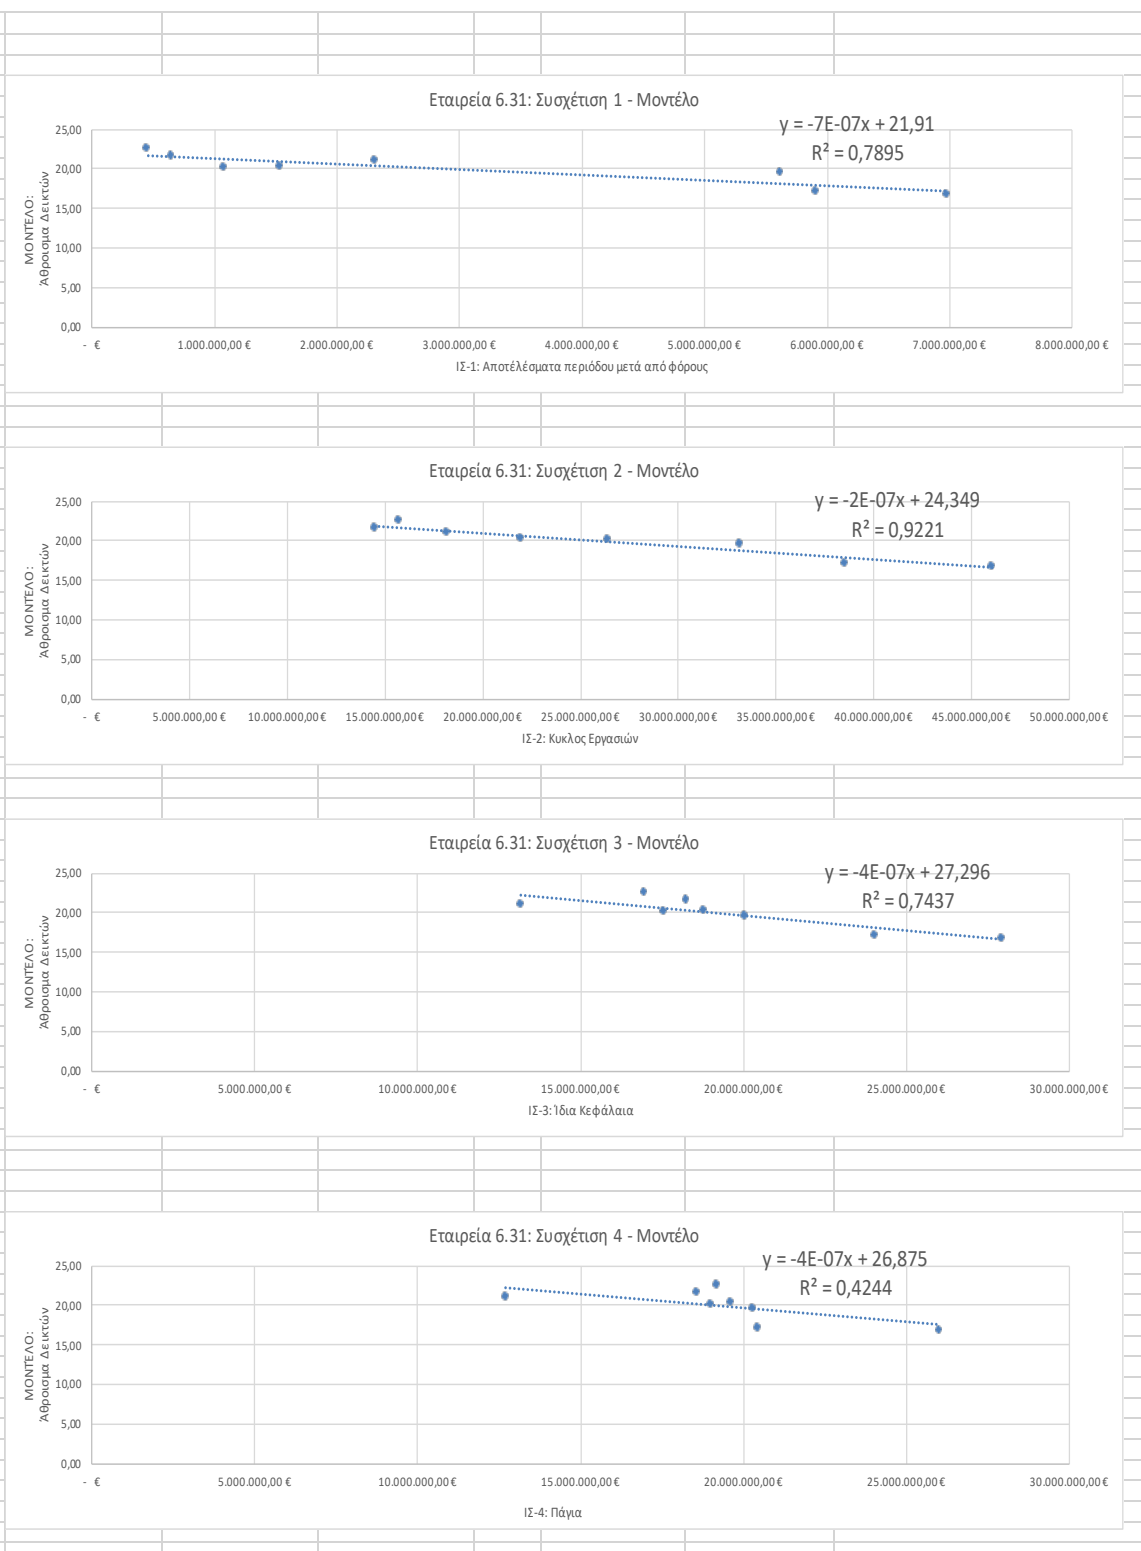 Εταιρεία 6.31: Συσχέτιση 1 - Μοντέλο
y = -7E-07x + 21,91
R² = 0,7895
ΜΟΝΤΕΛΟ:
Άθροισμα Δεικτών
25,00
20,00
15,00
10,00
5,00
0,00
- €
1.000.000,00 €
2.000.000,00 €
3.000.000,00 €
4.000.000,00 €
5.000.000,00 €
6.000.000,00 €
7.000.000,00 €
8.000.000,00 €
ΙΣ-1: Αποτέλέσματα περιόδου μετά από φόρους
Εταιρεία 6.31: Συσχέτιση 2 - Μοντέλο
y = -2E-07x + 24,349
R² = 0,9221
ΜΟΝΤΕΛΟ:
Άθροισμα Δεικτών
25,00
20,00
15,00
10,00
5,00
0,00
- €
5.000.000,00 €
10.000.000,00 €
15.000.000,00 €
20.000.000,00 €
25.000.000,00 €
30.000.000,00 €
35.000.000,00 €
40.000.000,00 €
45.000.000,00 €
50.000.000,00 €
ΙΣ-2: Κυκλος Εργασιών
Εταιρεία 6.31: Συσχέτιση 3 - Μοντέλο
y = -4E-07x + 27,296
R² = 0,7437
ΜΟΝΤΕΛΟ:
Άθροισμα Δεικτών
25,00
20,00
15,00
10,00
5,00
0,00
- €
5.000.000,00 €
10.000.000,00 €
15.000.000,00 €
20.000.000,00 €
25.000.000,00 €
30.000.000,00 €
ΙΣ-3: Ίδια Κεφάλαια
Εταιρεία 6.31: Συσχέτιση 4 - Μοντέλο
y = -4E-07x + 26,875
R² = 0,4244
ΜΟΝΤΕΛΟ:
Άθροισμα Δεικτών
25,00
20,00
15,00
10,00
5,00
0,00
- €
5.000.000,00 €
10.000.000,00 €
15.000.000,00 €
20.000.000,00 €
25.000.000,00 €
30.000.000,00 €
ΙΣ-4: Πάγια